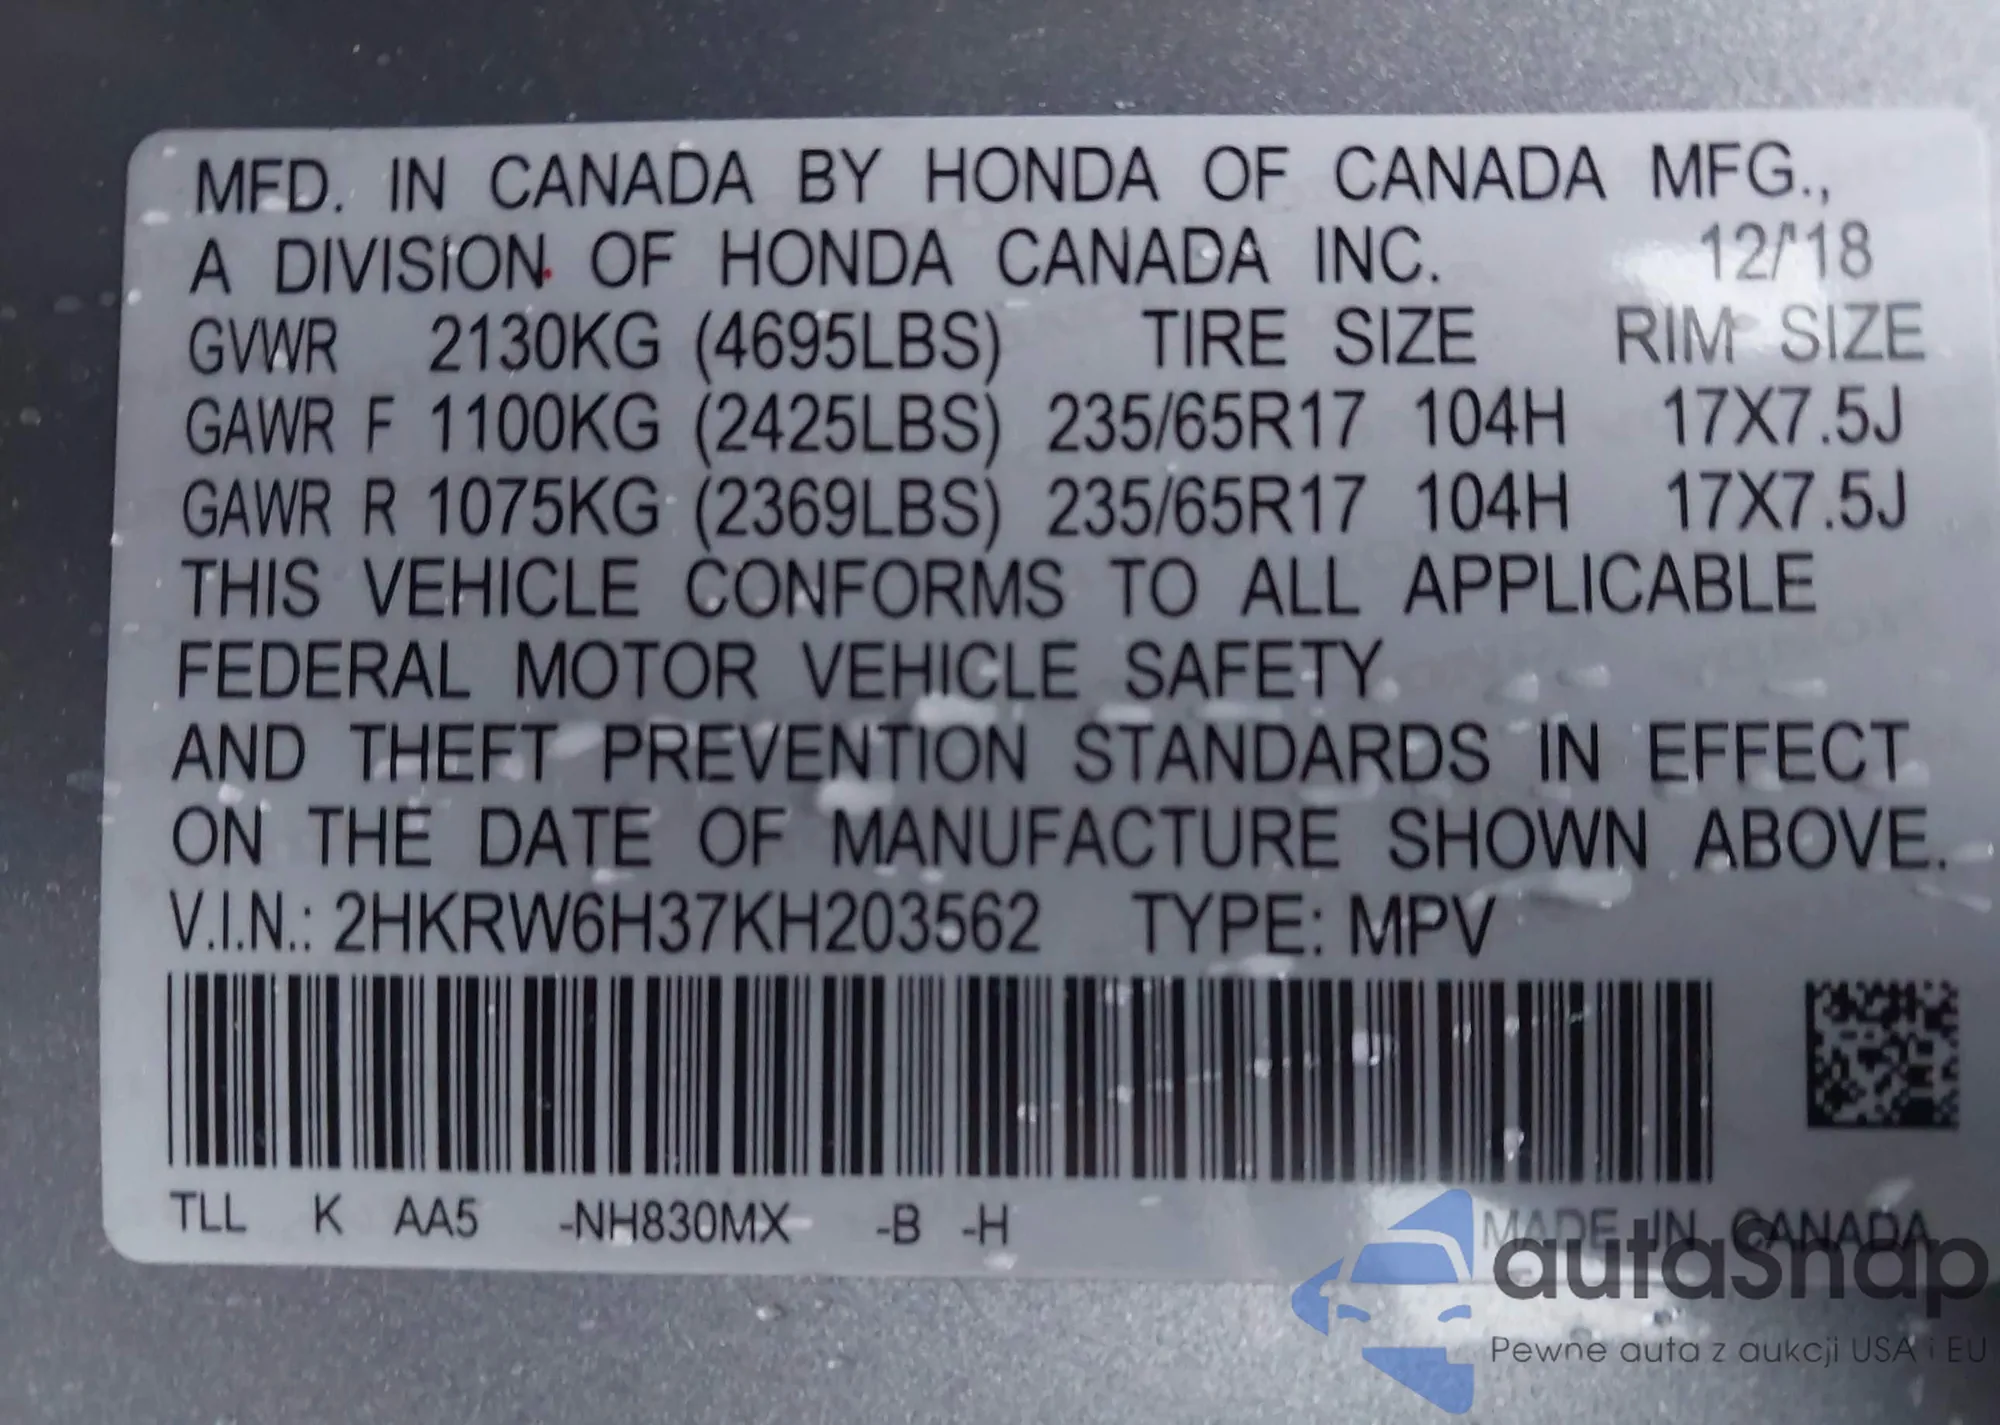 MFD. IN CANADA BY HONDA OF CANADA MFG.,
A DIVISION OF HONDA CANADA INC. 12/18
GVWR 2130KG (4695LBS) TIRE SIZE RIM SIZE
GAWR F 1100KG (2425LBS) 235/65R17 104H 17X7.5J
GAWR R 1075KG (2369LBS) 235/65R17 104H 17X7.5J
THIS VEHICLE CONFORMS TO ALL APPLICABLE
FEDERAL MOTOR VEHICLE SAFETY
AND THEFT PREVENTION STANDARDS IN EFFECT
ON THE DATE OF MANUFACTURE SHOWN ABOVE.
V.I.N.: 2HKRW6H37KH203562 TYPE: MPV
TLL K AA5 -NH830MX -B -H MADE IN CANADA
autaSnap
Pewne auta z aukcji USA i EU